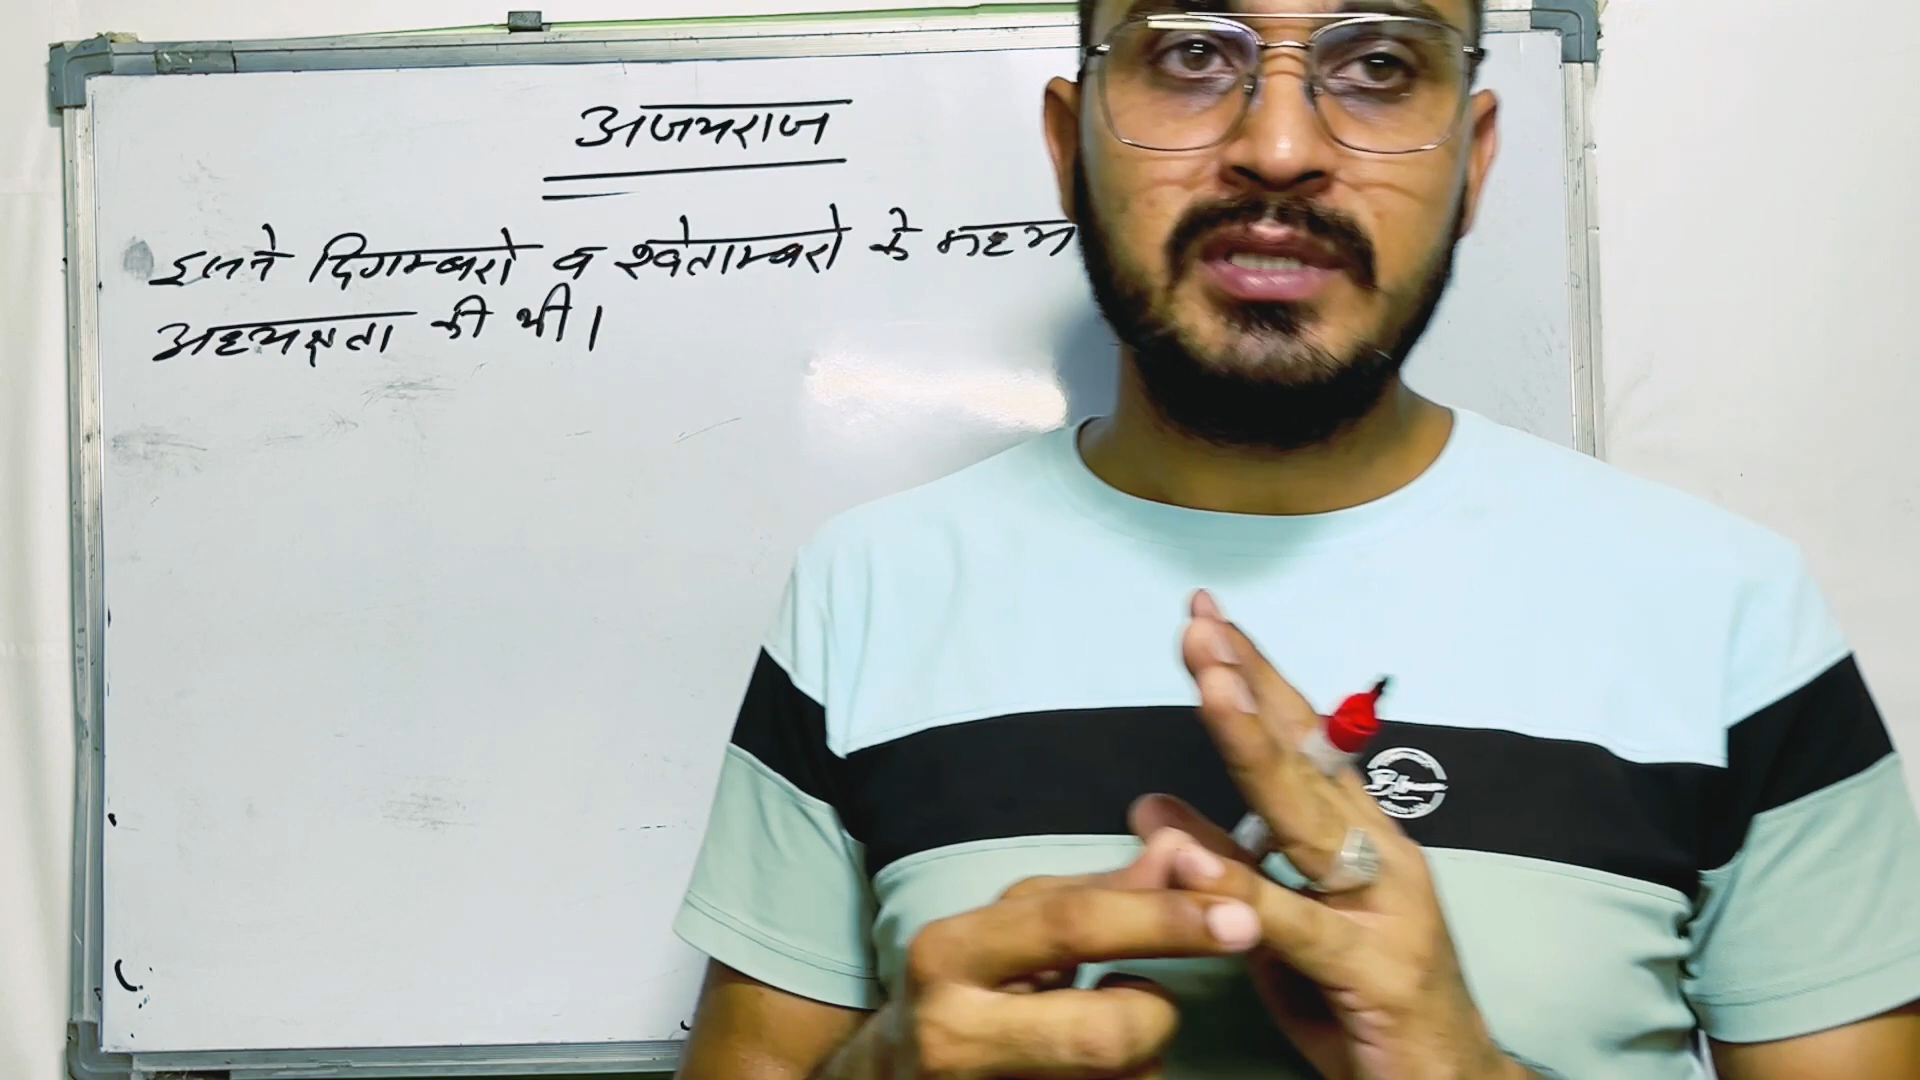 अजयराज
इसने दिगम्बरो व श्वेताम्बरो के मध्य
अध्यक्षता की थी।